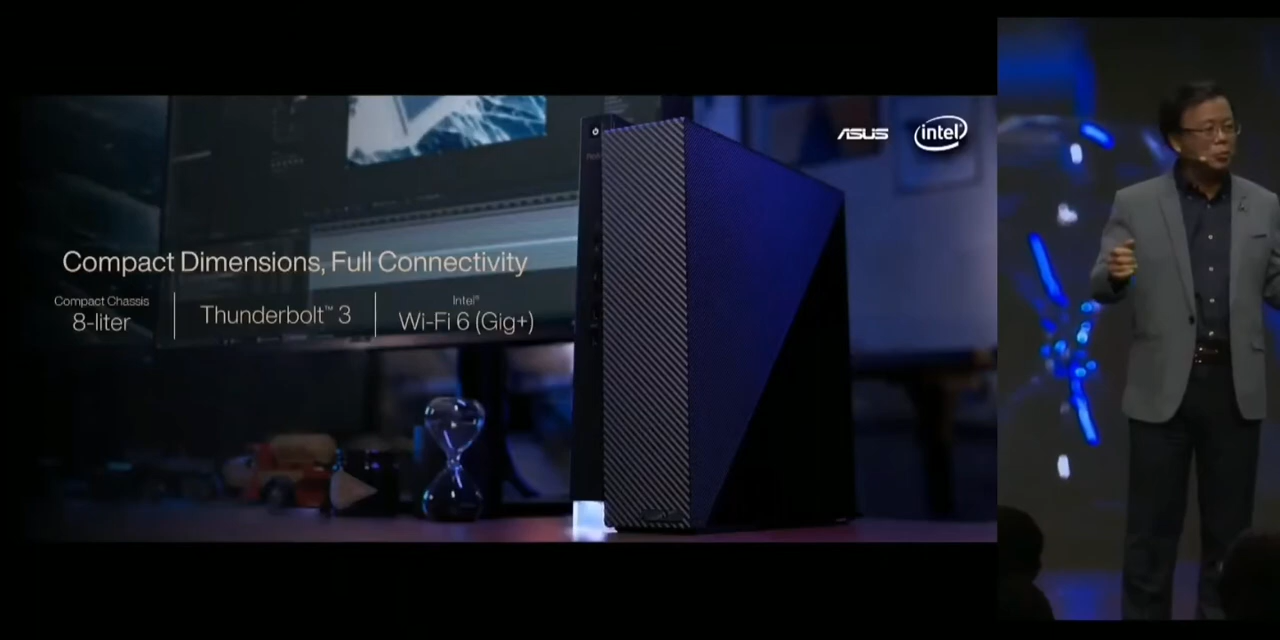 ASUS
intel
Compact Dimensions, Full Connectivity
Compact Chassis
8-liter
Thunderbolt™ 3
Intel®
Wi-Fi 6 (Gig+)